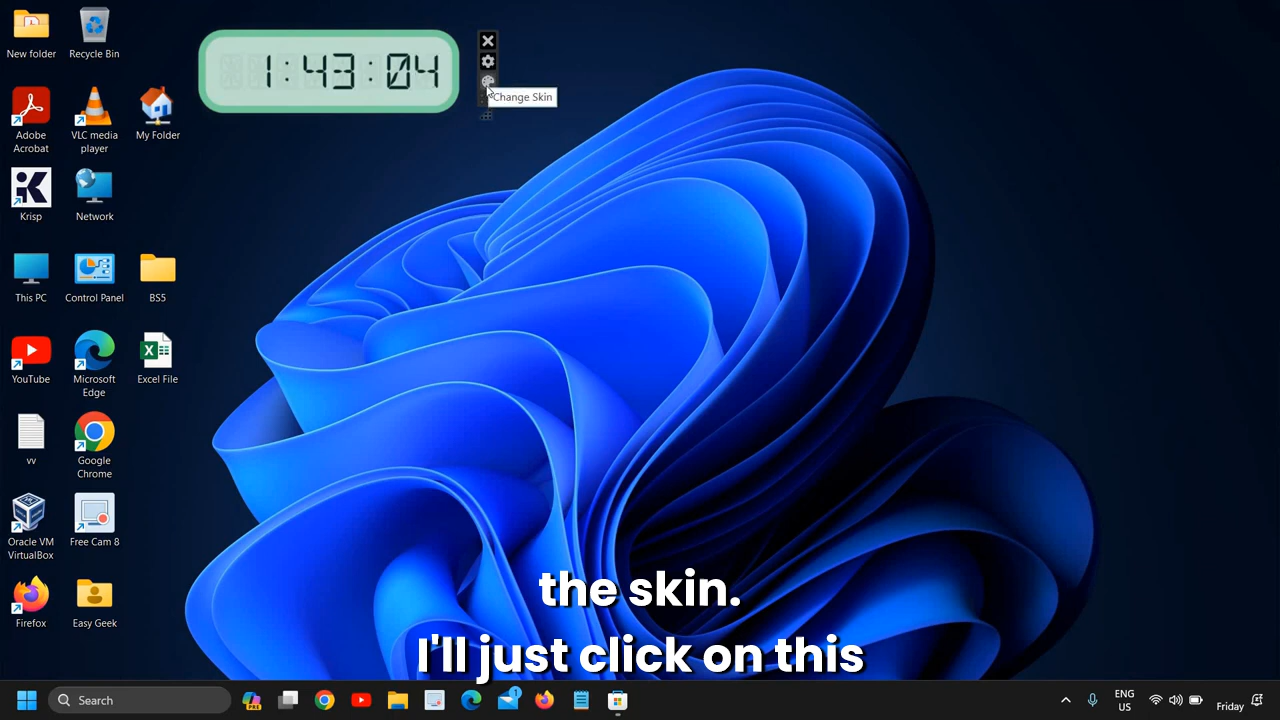 New folder
Recycle Bin
1:43:04
Change Skin
Adobe
Acrobat
VLC media
player
My Folder
Krisp
Network
This PC
Control Panel
BS5
YouTube
Microsoft
Edge
Excel File
vv
Google
Chrome
Oracle VM
VirtualBox
Free Cam 8
Firefox
Easy Geek
the skin.
I'll just click on this
Search
PRE
1
ENG
US
Friday